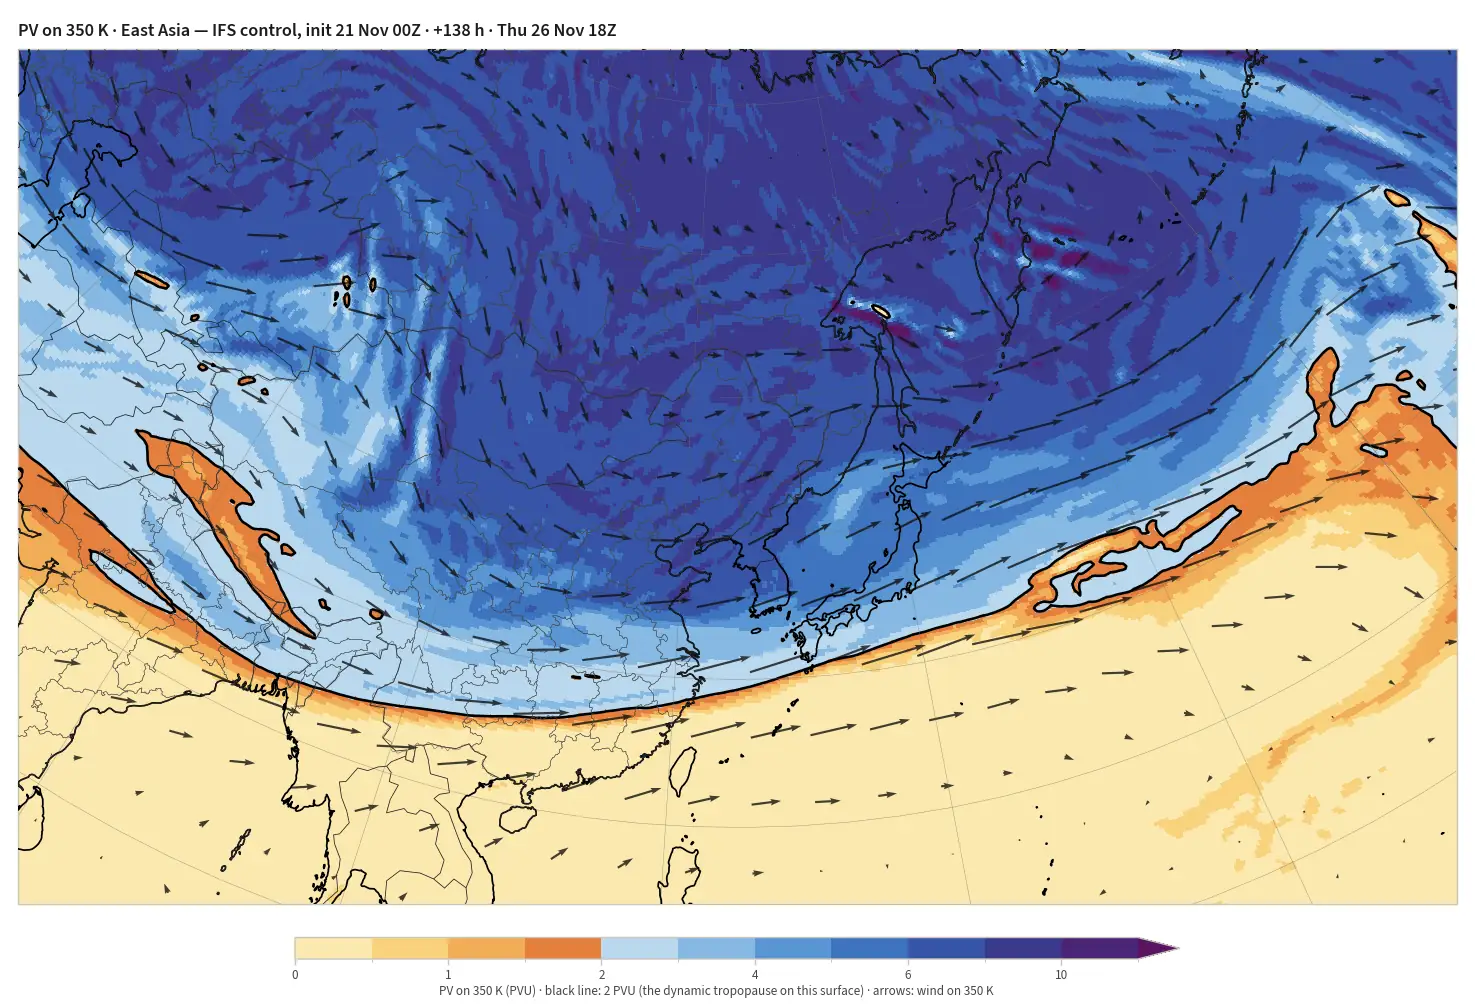 PV on 350 K · East Asia — IFS control, init 21 Nov 00Z · +138 h · Thu 26 Nov 18Z
0 1 2 4 6 10
PV on 350 K (PVU) · black line: 2 PVU (the dynamic tropopause on this surface) · arrows: wind on 350 K